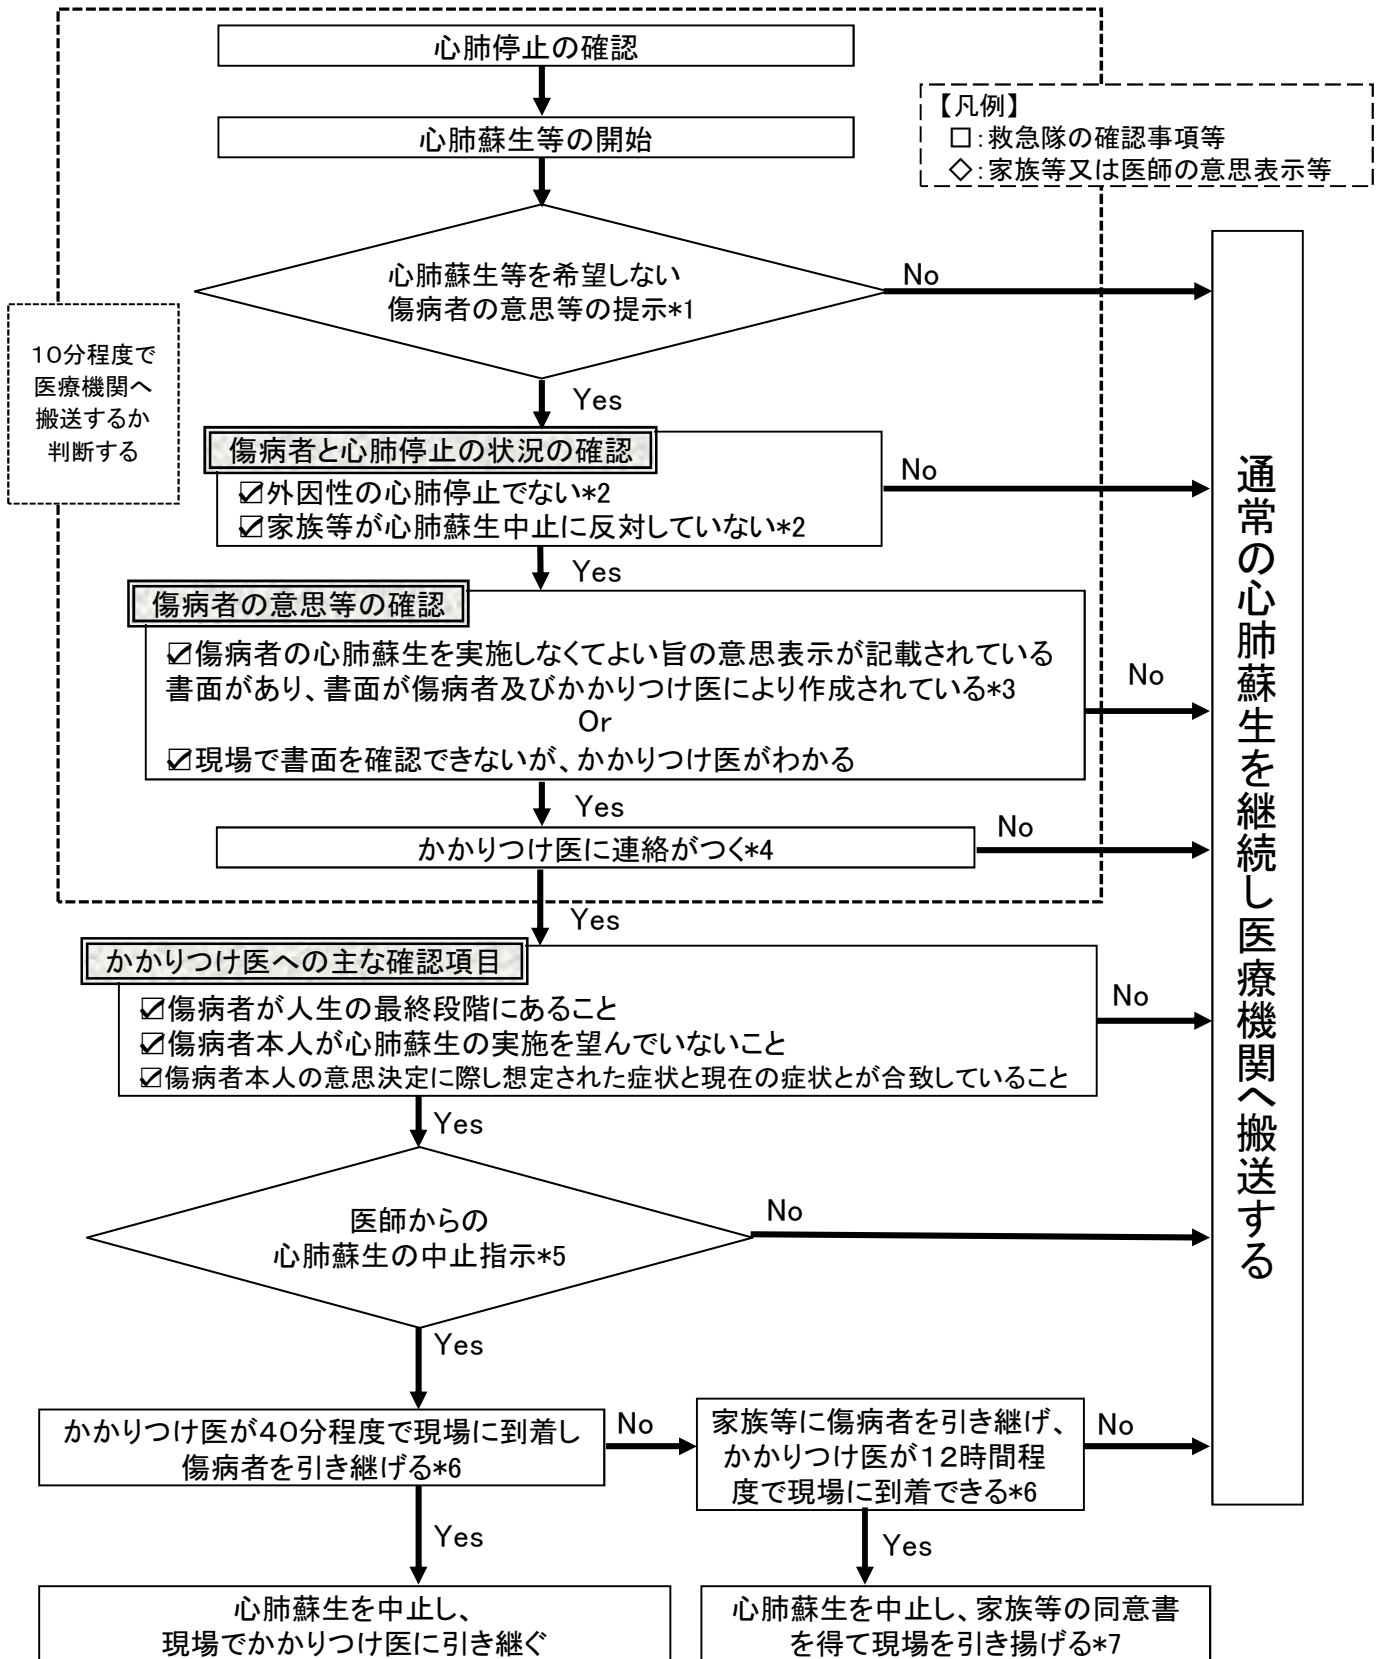 心肺停止の確認
【凡例】
□:救急隊の確認事項等
◇:家族等又は医師の意思表示等
心肺蘇生等の開始
心肺蘇生等を希望しない
傷病者の意思等の提示*1
No
Yes
10分程度で
医療機関へ
搬送するか
判断する
傷病者と心肺停止の状況の確認
☑外因性の心肺停止でない*2
☑家族等が心肺蘇生中止に反対していない*2
No
Yes
傷病者の意思等の確認
☑傷病者の心肺蘇生を実施しなくてよい旨の意思表示が記載されている
書面があり、書面が傷病者及びかかりつけ医により作成されている*3
Or
☑現場で書面を確認できないが、かかりつけ医がわかる
No
Yes
かかりつけ医に連絡がつく*4
No
Yes
かかりつけ医への主な確認項目
☑傷病者が人生の最終段階にあること
☑傷病者本人が心肺蘇生の実施を望んでいないこと
☑傷病者本人の意思決定に際し想定された症状と現在の症状とが合致していること
No
Yes
医師からの
心肺蘇生の中止指示*5
No
Yes
かかりつけ医が40分程度で現場に到着し
傷病者を引き継げる*6
No
Yes
家族等に傷病者を引き継げ、
かかりつけ医が12時間程
度で現場に到着できる*6
No
Yes
通常の心肺蘇生を継続し医療機関へ搬送する
心肺蘇生を中止し、
現場でかかりつけ医に引き継ぐ
心肺蘇生を中止し、家族等の同意書
を得て現場を引き揚げる*7